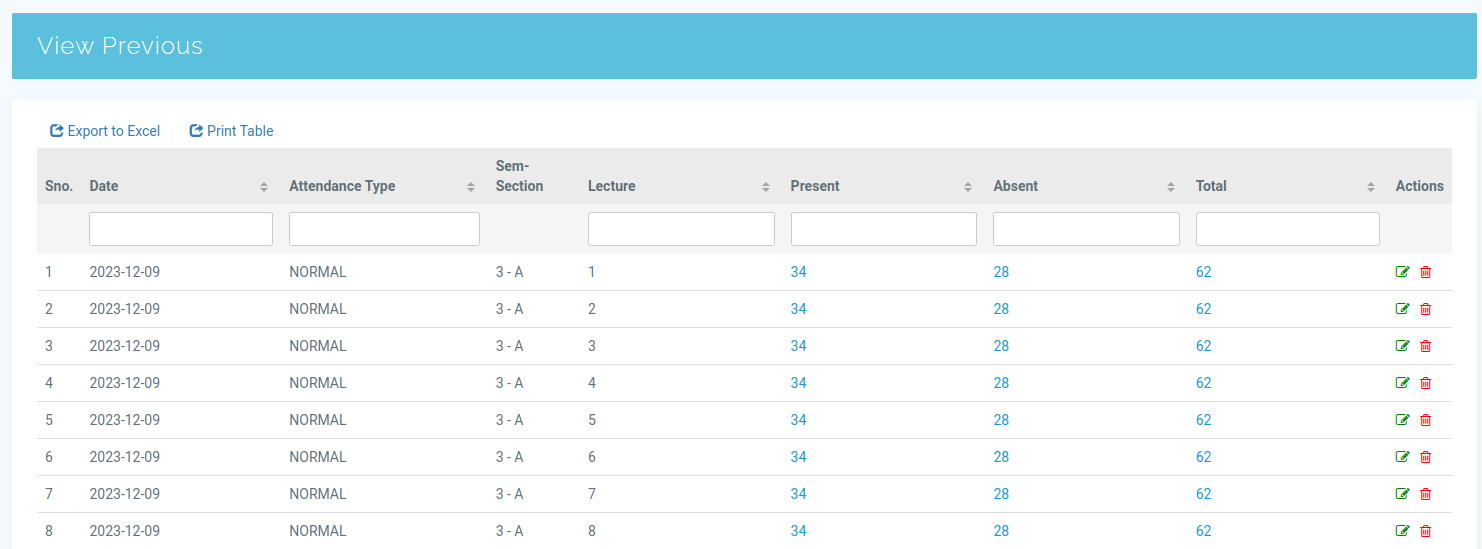 View Previous
Export to Excel Print Table
Sno. Date Attendance Type Sem-Section Lecture Present Absent Total Actions
1 2023-12-09 NORMAL 3 - A 1 34 28 62
2 2023-12-09 NORMAL 3 - A 2 34 28 62
3 2023-12-09 NORMAL 3 - A 3 34 28 62
4 2023-12-09 NORMAL 3 - A 4 34 28 62
5 2023-12-09 NORMAL 3 - A 5 34 28 62
6 2023-12-09 NORMAL 3 - A 6 34 28 62
7 2023-12-09 NORMAL 3 - A 7 34 28 62
8 2023-12-09 NORMAL 3 - A 8 34 28 62